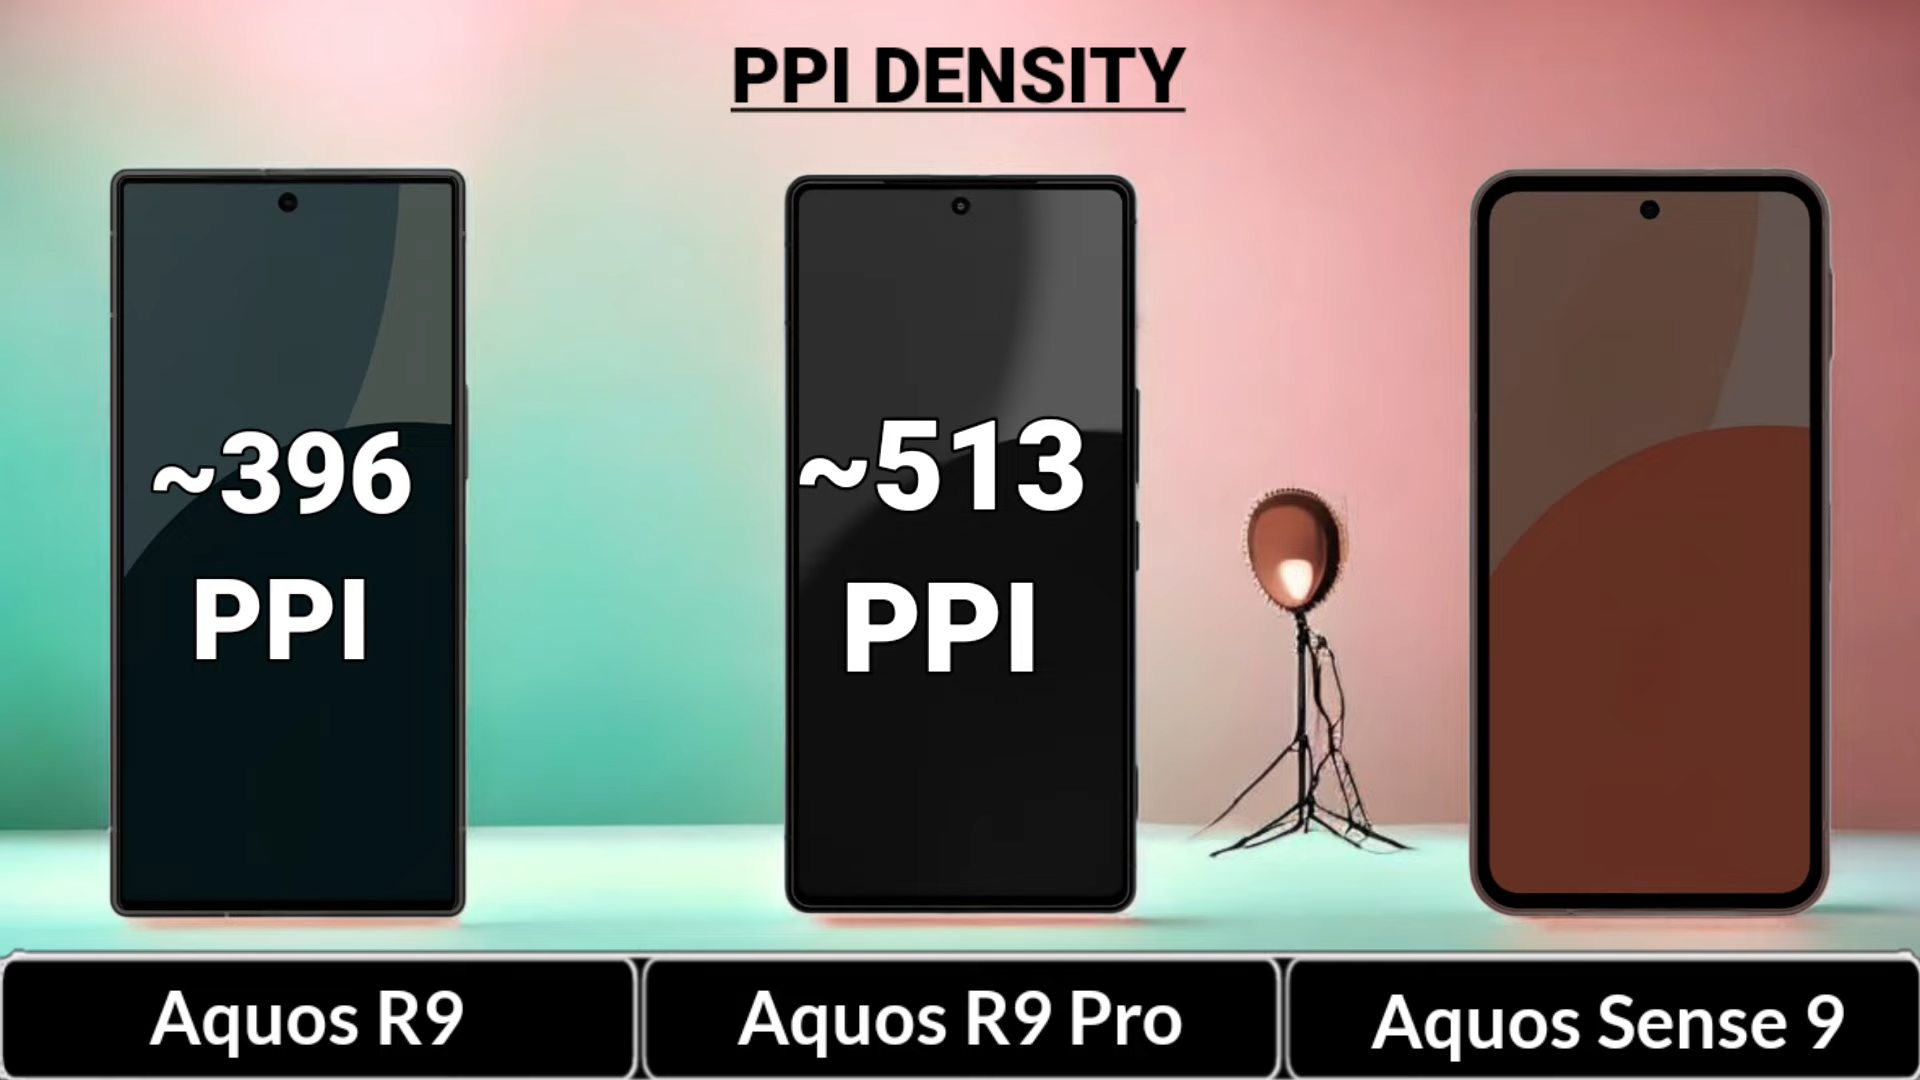 PPI DENSITY
~396
PPI
~513
PPI
Aquos R9
Aquos R9 Pro
Aquos Sense 9